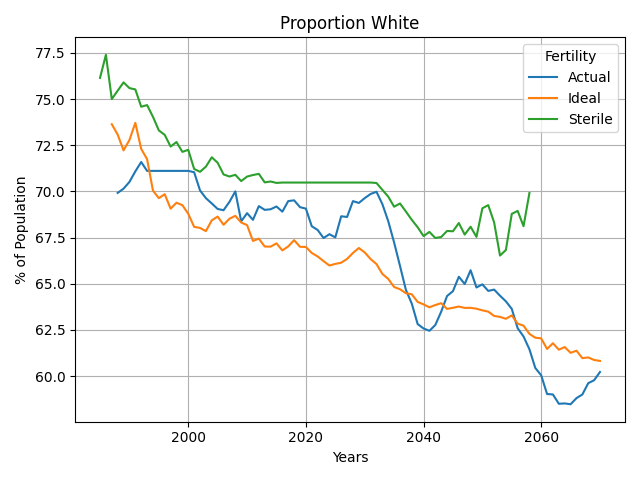 Proportion White
77.5
75.0
72.5
70.0
67.5
65.0
62.5
60.0
% of Population
Fertility
Actual
Ideal
Sterile
2000
2020
2040
2060
Years